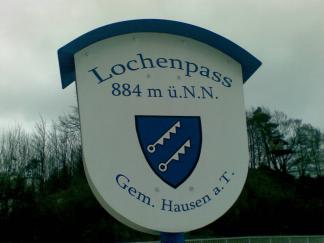 Lochenpass
884 m ü.N.N.
Gem. Hausen a.T.